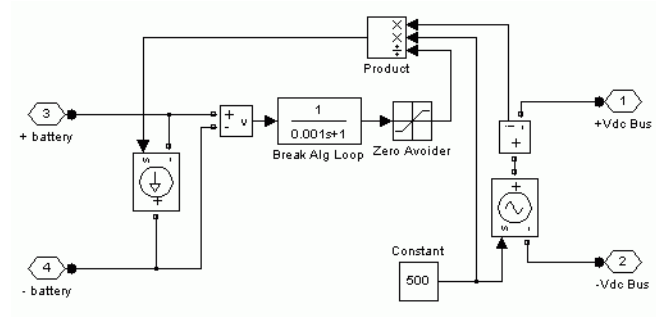 ×
×
÷
Product
3
+ battery
+
-
v
1
0.001s+1
Break Alg Loop
Zero Avoider
s
-
+
4
- battery
Constant
500
i
+
-
1
+Vdc Bus
+
s
-
2
-Vdc Bus